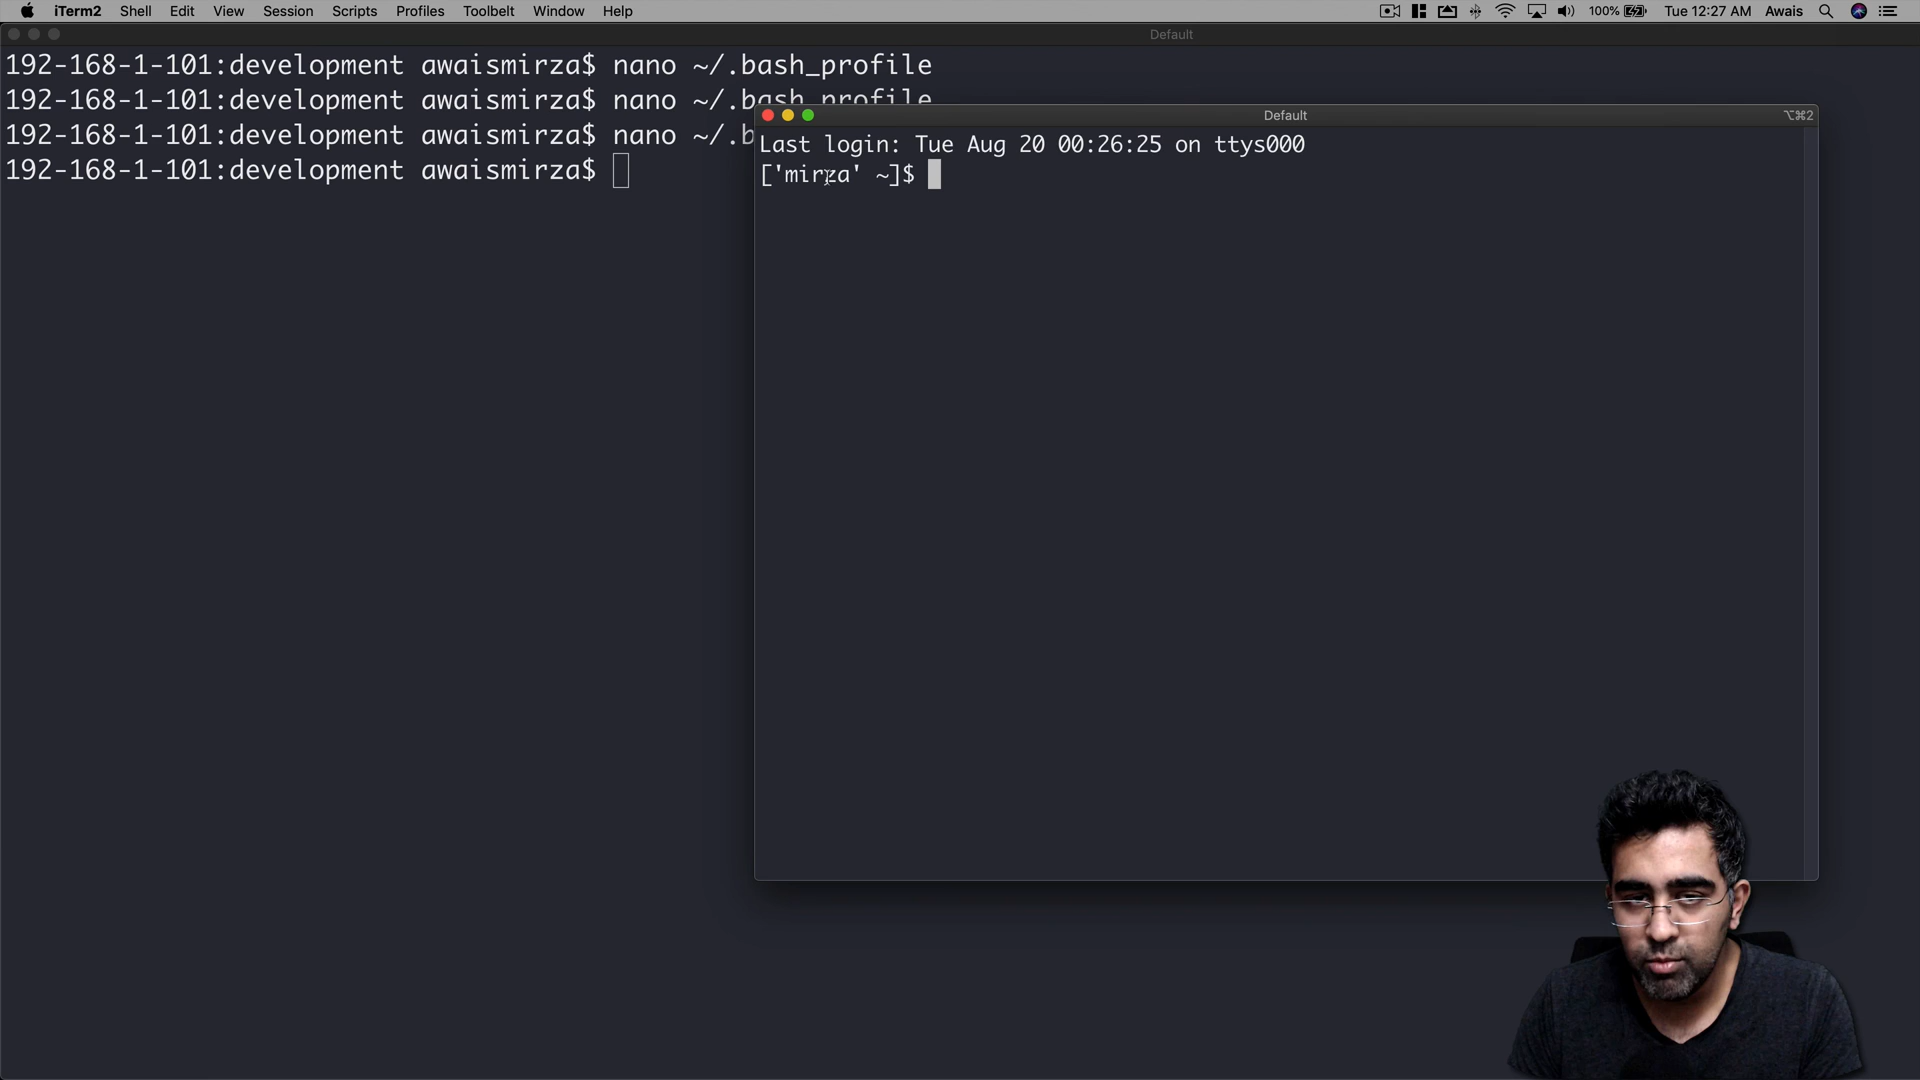 iTerm2 Shell Edit View Session Scripts Profiles Toolbelt Window Help 100% Tue 12:27 AM Awais
Default
192-168-1-101:development awaismirza$ nano ~/.bash_profile
192-168-1-101:development awaismirza$ nano ~/.bash_profile
192-168-1-101:development awaismirza$ nano ~/.b
192-168-1-101:development awaismirza$
Default ⌥⌘2
Last login: Tue Aug 20 00:26:25 on ttys000
['mirza' ~]$